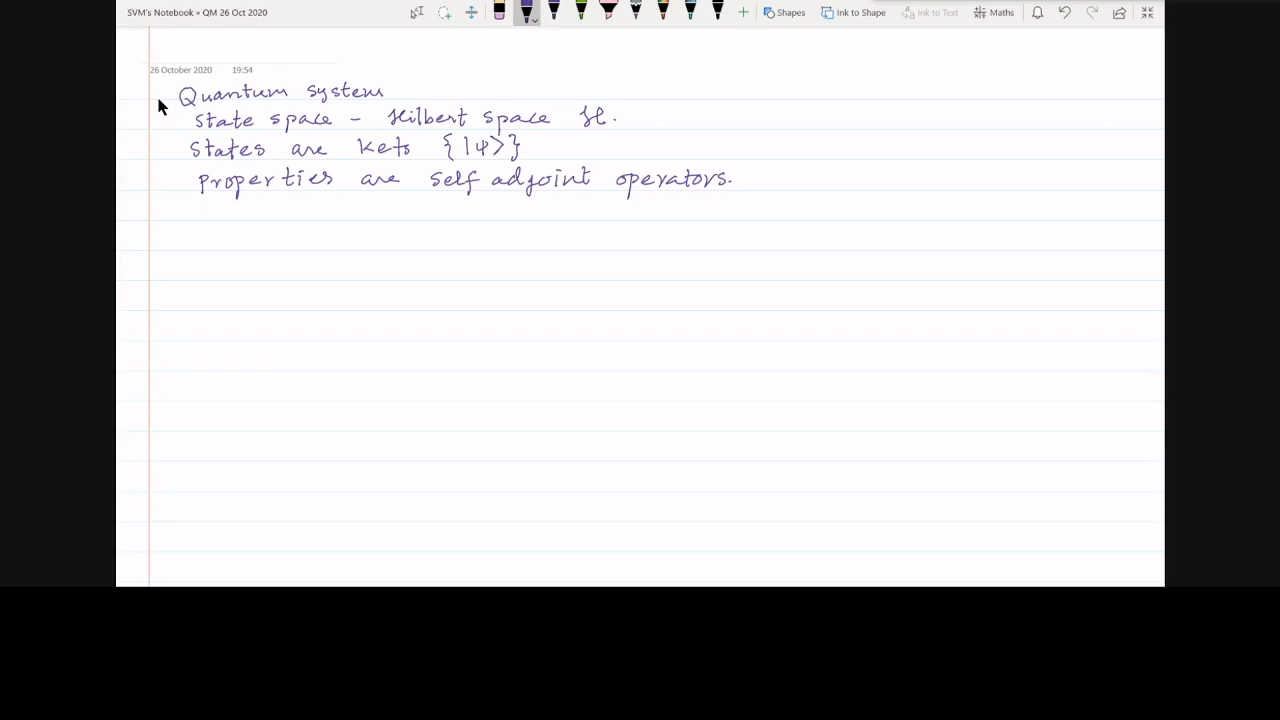 SVM's Notebook » QM 26 Oct 2020
Shapes Ink to Shape Ink to Text Maths
26 October 2020 19:54
Quantum system
State space - Hilbert space ℋ.
States are kets {|ψ>}
Properties are self adjoint operators.